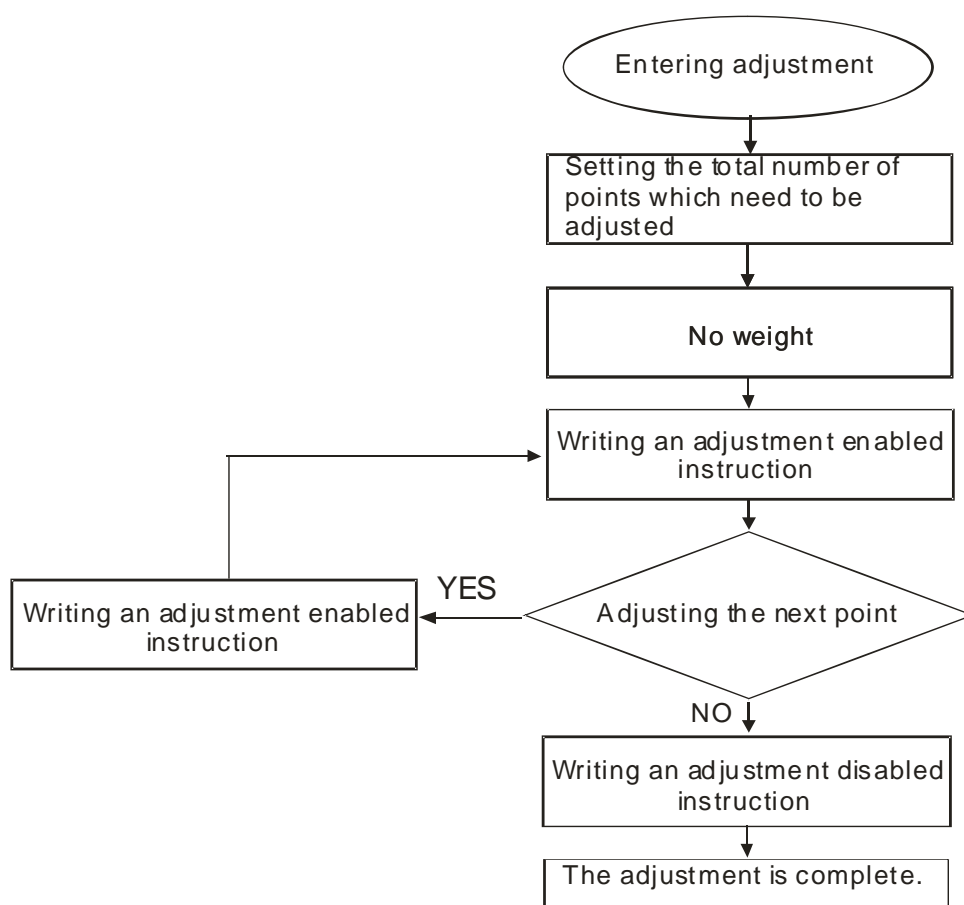 Entering adjustment
Setting the total number of
points which need to be
adjusted
No weight
Writing an adjustment enabled
instruction
YES
Writing an adjustment enabled
instruction
Adjusting the next point
NO
Writing an adjustment disabled
instruction
The adjustment is complete.